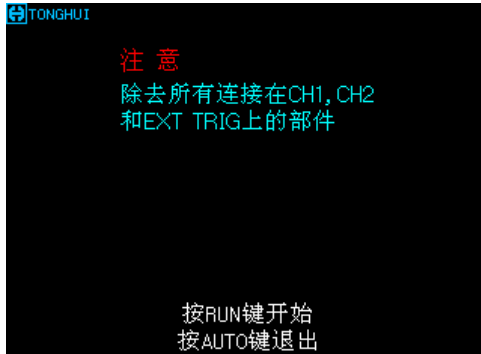 TONGHUI
注 意
除去所有连接在CH1,CH2
和EXT TRIG上的部件
按RUN键开始
按AUTO键退出